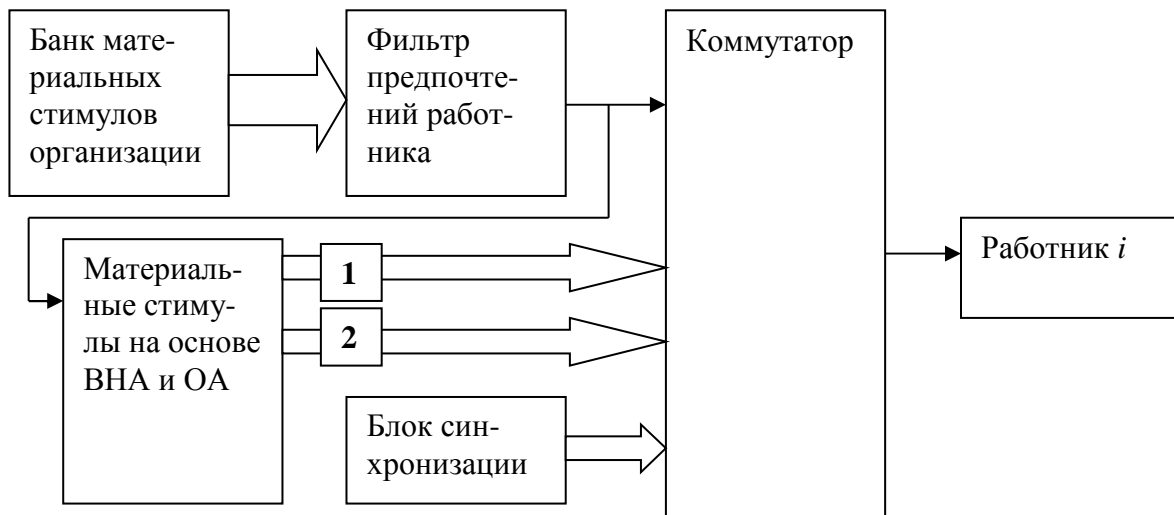 Банк мате-
риальных
стимулов
организации
Фильтр
предпочте-
ний работ-
ника
Коммутатор
Материаль-
ные стиму-
лы на основе
ВНА и ОА
1
2
Блок син-
хронизации
Работник i